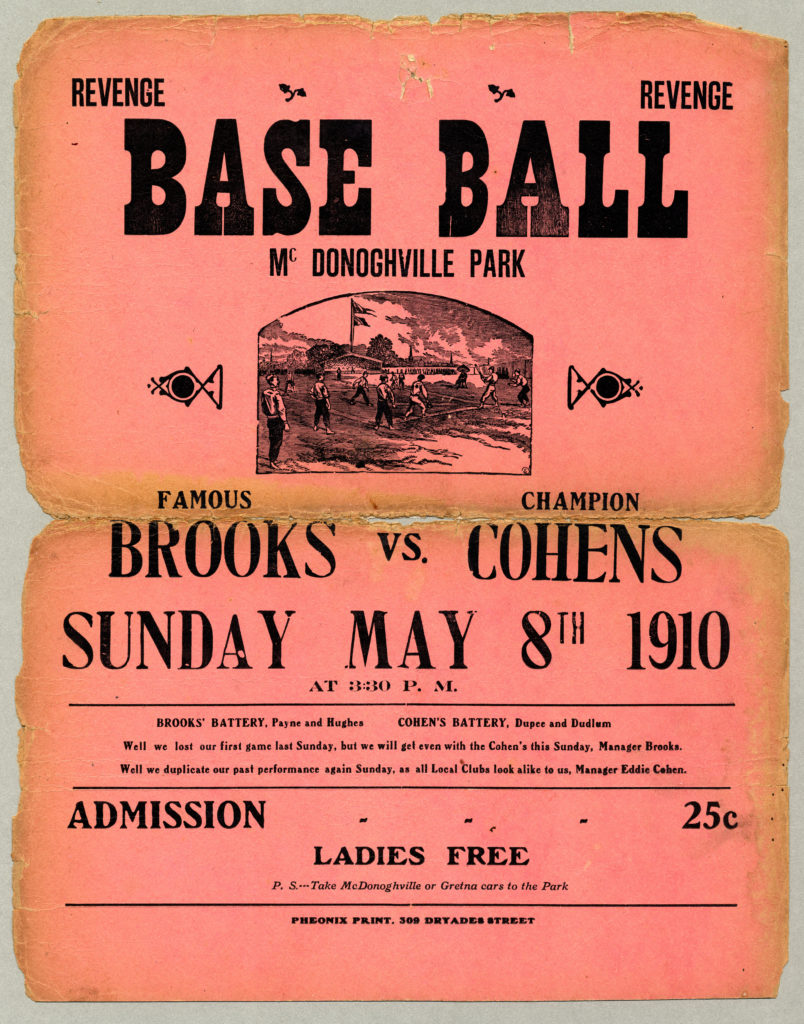 REVENGE REVENGE
BASE BALL
Mc DONOGHVILLE PARK
FAMOUS CHAMPION
BROOKS VS. COHENS
SUNDAY MAY 8TH 1910
AT 3:30 P. M.
BROOKS' BATTERY, Payne and Hughes COHEN'S BATTERY, Dupee and Dudlum
Well we lost our first game last Sunday, but we will get even with the Cohen's this Sunday, Manager Brooks.
Well we duplicate our past performance again Sunday, as all Local Clubs look alike to us, Manager Eddie Cohen.
ADMISSION - - - 25c
LADIES FREE
P. S.---Take McDonoghville or Gretna cars to the Park
PHEONIX PRINT. 309 DRYADES STREET